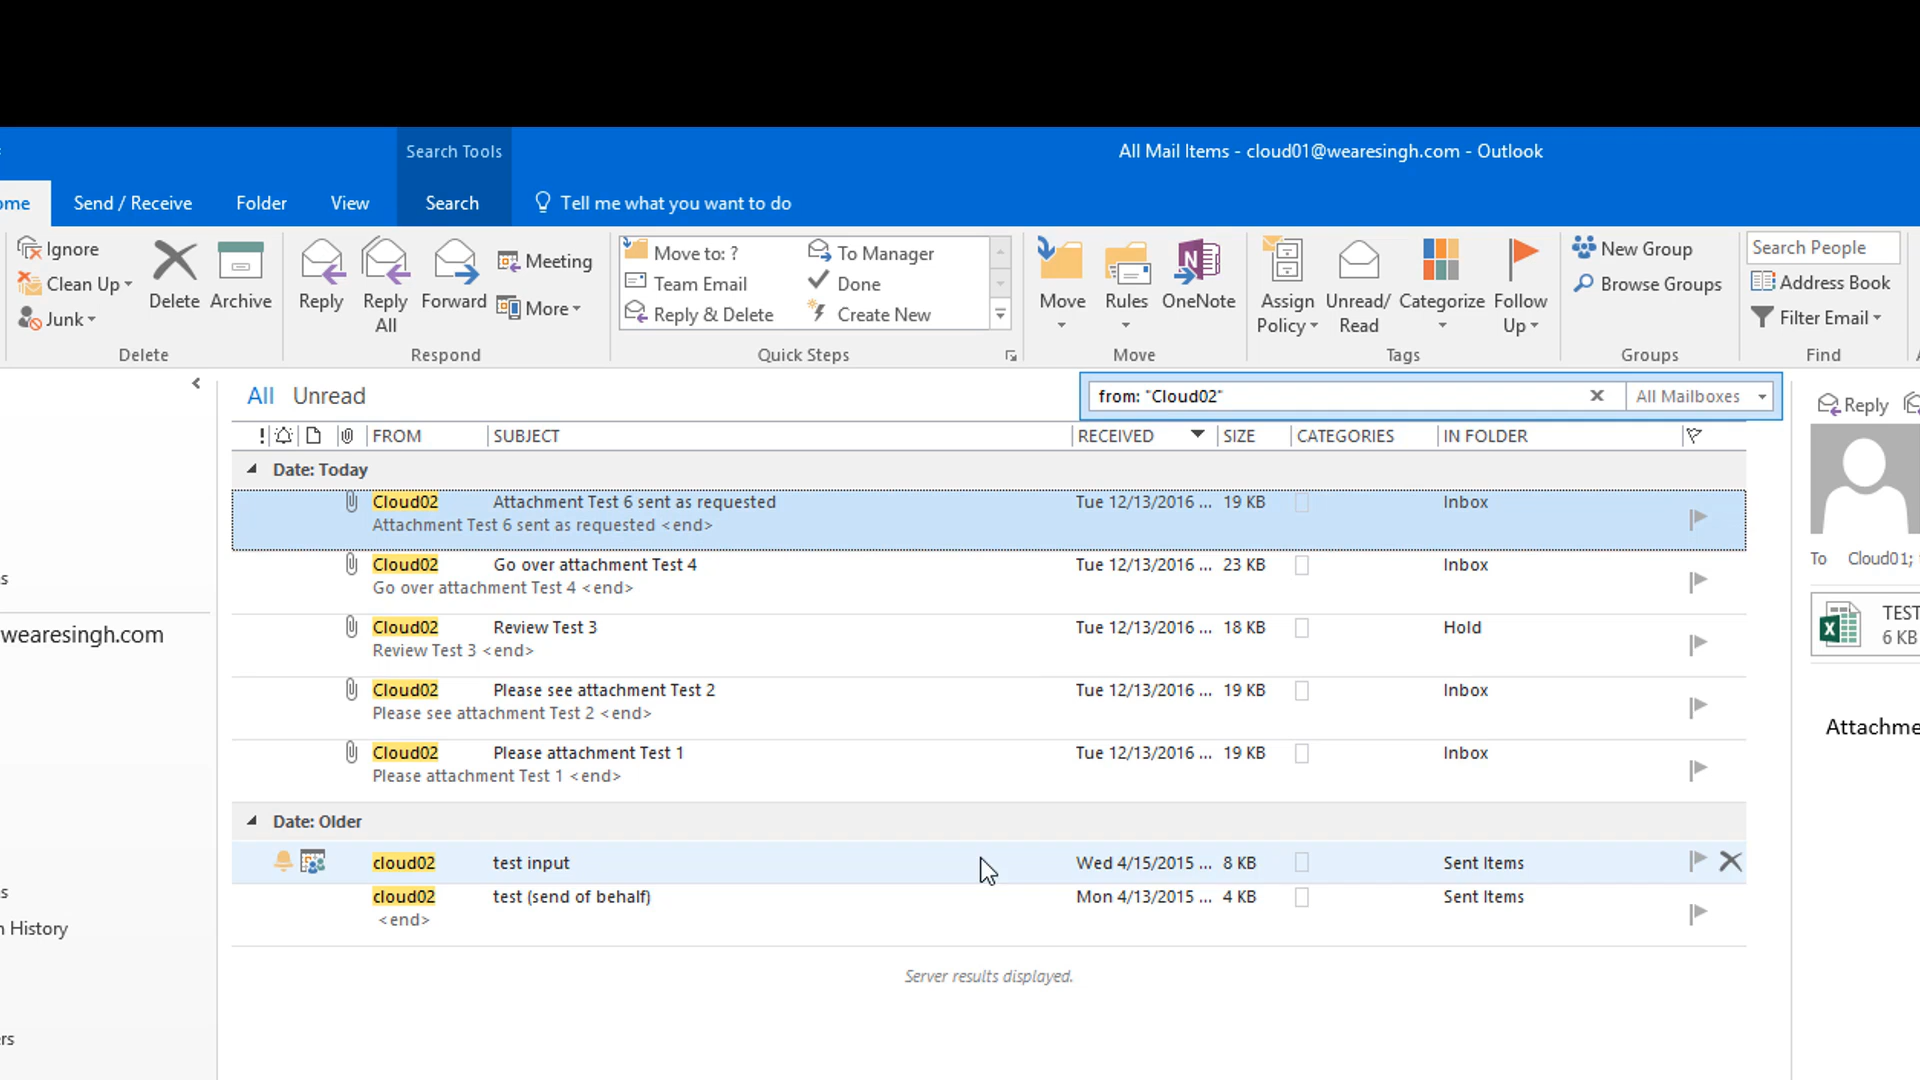 Search Tools
All Mail Items - cloud01@wearesingh.com - Outlook
ome Send / Receive Folder View Search Tell me what you want to do
Ignore
Clean Up
Junk
Delete
Archive
Delete
Reply
Reply All
Forward
Meeting
More
Respond
Move to: ? To Manager
Team Email Done
Reply & Delete Create New
Quick Steps
Move
Rules
OneNote
Move
Assign Policy
Unread/ Read
Categorize
Follow Up
Tags
New Group
Browse Groups
Groups
Search People
Address Book
Filter Email
Find
All Unread
from: "Cloud02" All Mailboxes
Reply
! FROM SUBJECT RECEIVED SIZE CATEGORIES IN FOLDER
Date: Today
Cloud02 Attachment Test 6 sent as requested Tue 12/13/2016 ... 19 KB Inbox
Attachment Test 6 sent as requested <end>
Cloud02 Go over attachment Test 4 Tue 12/13/2016 ... 23 KB Inbox
Go over attachment Test 4 <end>
Cloud02 Review Test 3 Tue 12/13/2016 ... 18 KB Hold
Review Test 3 <end>
Cloud02 Please see attachment Test 2 Tue 12/13/2016 ... 19 KB Inbox
Please see attachment Test 2 <end>
Cloud02 Please attachment Test 1 Tue 12/13/2016 ... 19 KB Inbox
Please attachment Test 1 <end>
Date: Older
cloud02 test input Wed 4/15/2015 ... 8 KB Sent Items
cloud02 test (send of behalf) Mon 4/13/2015 ... 4 KB Sent Items
<end>
Server results displayed.
s
wearesingh.com
s
n History
ers
To Cloud01;
TEST
6 KB
Attachme